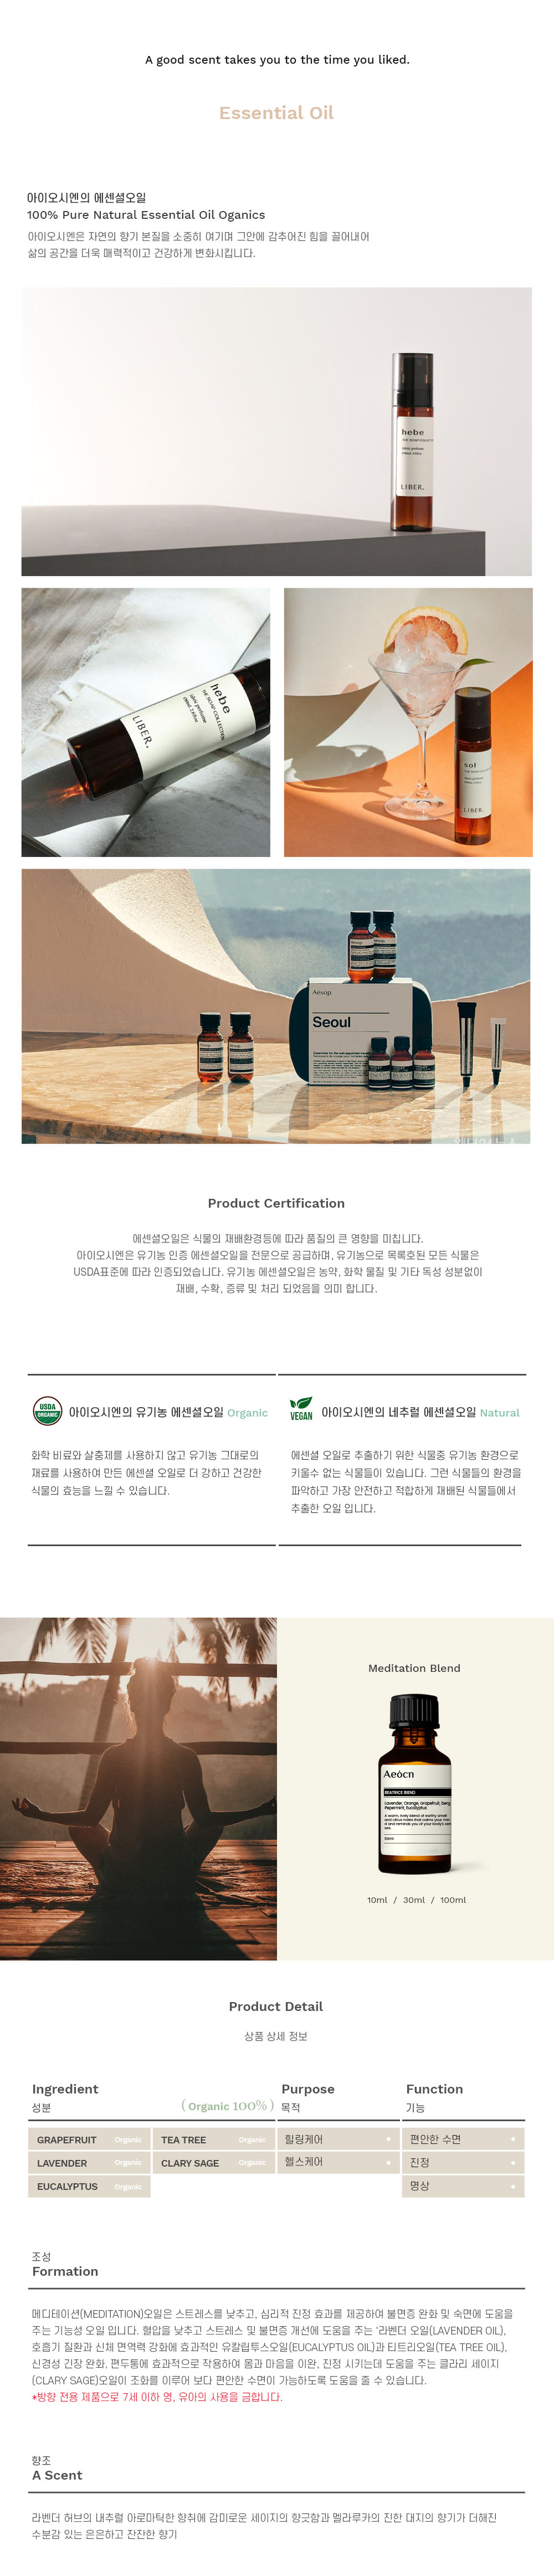 A good scent takes you to the time you liked.
Essential Oil
아이오시엔의 에센셜오일
100% Pure Natural Essential Oil Oganics
아이오시엔은 자연의 향기 본질을 소중히 여기며 그안에 감추어진 힘을 끌어내어
삶의 공간을 더욱 매력적이고 건강하게 변화시킵니다.
hebe
THE SOAP COLLECTION
LIBER.
hebe
THE SOAP COLLECTION
LIBER.
sol
THE SOAP COLLECTION
LIBER.
Aesop.
Seoul
Product Certification
에센셜오일은 식물의 재배환경등에 따라 품질의 큰 영향을 미칩니다.
아이오시엔은 유기농 인증 에센셜오일을 전문으로 공급하며, 유기농으로 목록호된 모든 식물은
USDA표준에 따라 인증되었습니다. 유기농 에센셜오일은 농약, 화학 물질 및 기타 독성 성분없이
재배, 수확, 증류 및 처리 되었음을 의미 합니다.
USDA
ORGANIC
아이오시엔의 유기농 에센셜오일 Organic
화학 비료와 살충제를 사용하지 않고 유기농 그대로의
재료를 사용하여 만든 에센셜 오일로 더 강하고 건강한
식물의 효능을 느낄 수 있습니다.
VEGAN
아이오시엔의 네추럴 에센셜오일 Natural
에센셜 오일로 추출하기 위한 식물중 유기농 환경으로
키울수 없는 식물들이 있습니다. 그런 식물들의 환경을
파악하고 가장 안전하고 적합하게 재배된 식물들에서
추출한 오일 입니다.
Meditation Blend
Aeócn
BEATRICE BEND
Lavender, Orange, Grapefruit, berg
Pepermint, Eucalyptus
10ml / 30ml / 100ml
Product Detail
상품 상세 정보
Ingredient
성분
( Organic 100% )
Purpose
목적
Function
기능
GRAPEFRUIT Organic
TEA TREE Organic
힐링케어
편안한 수면
LAVENDER Organic
CLARY SAGE Organic
헬스케어
진정
EUCALYPTUS Organic
명상
조성
Formation
메디테이션(MEDITATION)오일은 스트레스를 낮추고, 심리적 진정 효과를 제공하여 불면증 완화 및 숙면에 도움을
주는 기능성 오일 입니다. 혈압을 낮추고 스트레스 및 불면증 개선에 도움을 주는 '라벤더 오일(LAVENDER OIL),
호흡기 질환과 신체 면역력 강화에 효과적인 유칼립투스오일(EUCALYPTUS OIL)과 티트리오일(TEA TREE OIL),
신경성 긴장 완화, 편두통에 효과적으로 작용하여 몸과 마음을 이완, 진정 시키는데 도움을 주는 클라리 세이지
(CLARY SAGE)오일이 조화를 이루어 보다 편안한 수면이 가능하도록 도움을 줄 수 있습니다.
*방향 전용 제품으로 7세 이하 영, 유아의 사용을 금합니다.
향조
A Scent
라벤더 허브의 내추럴 아로마틱한 향취에 감미로운 세이지의 향긋함과 멜라루카의 진한 대지의 향기가 더해진
수분감 있는 은은하고 잔잔한 향기